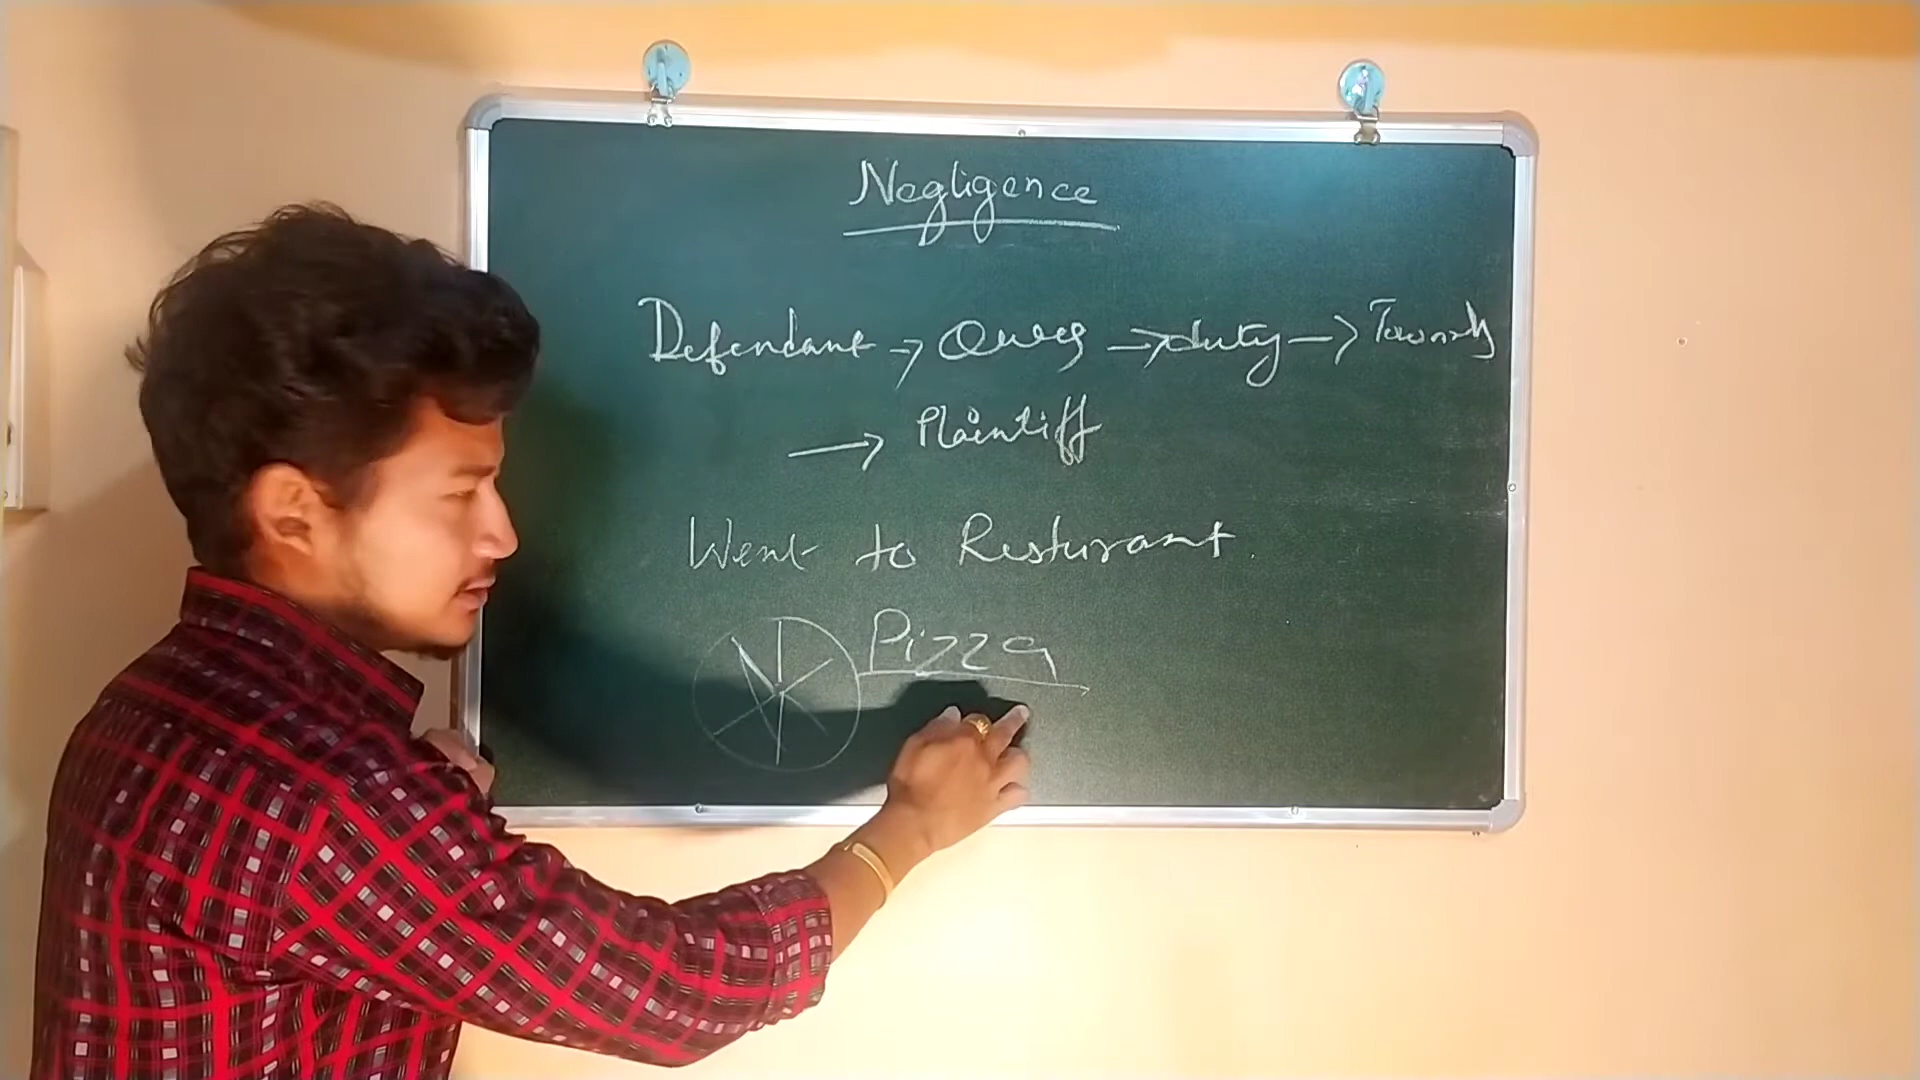 Negligence
Defendant → Owes → duty → Towards
→ Plaintiff
Went to Resturant.
Pizza